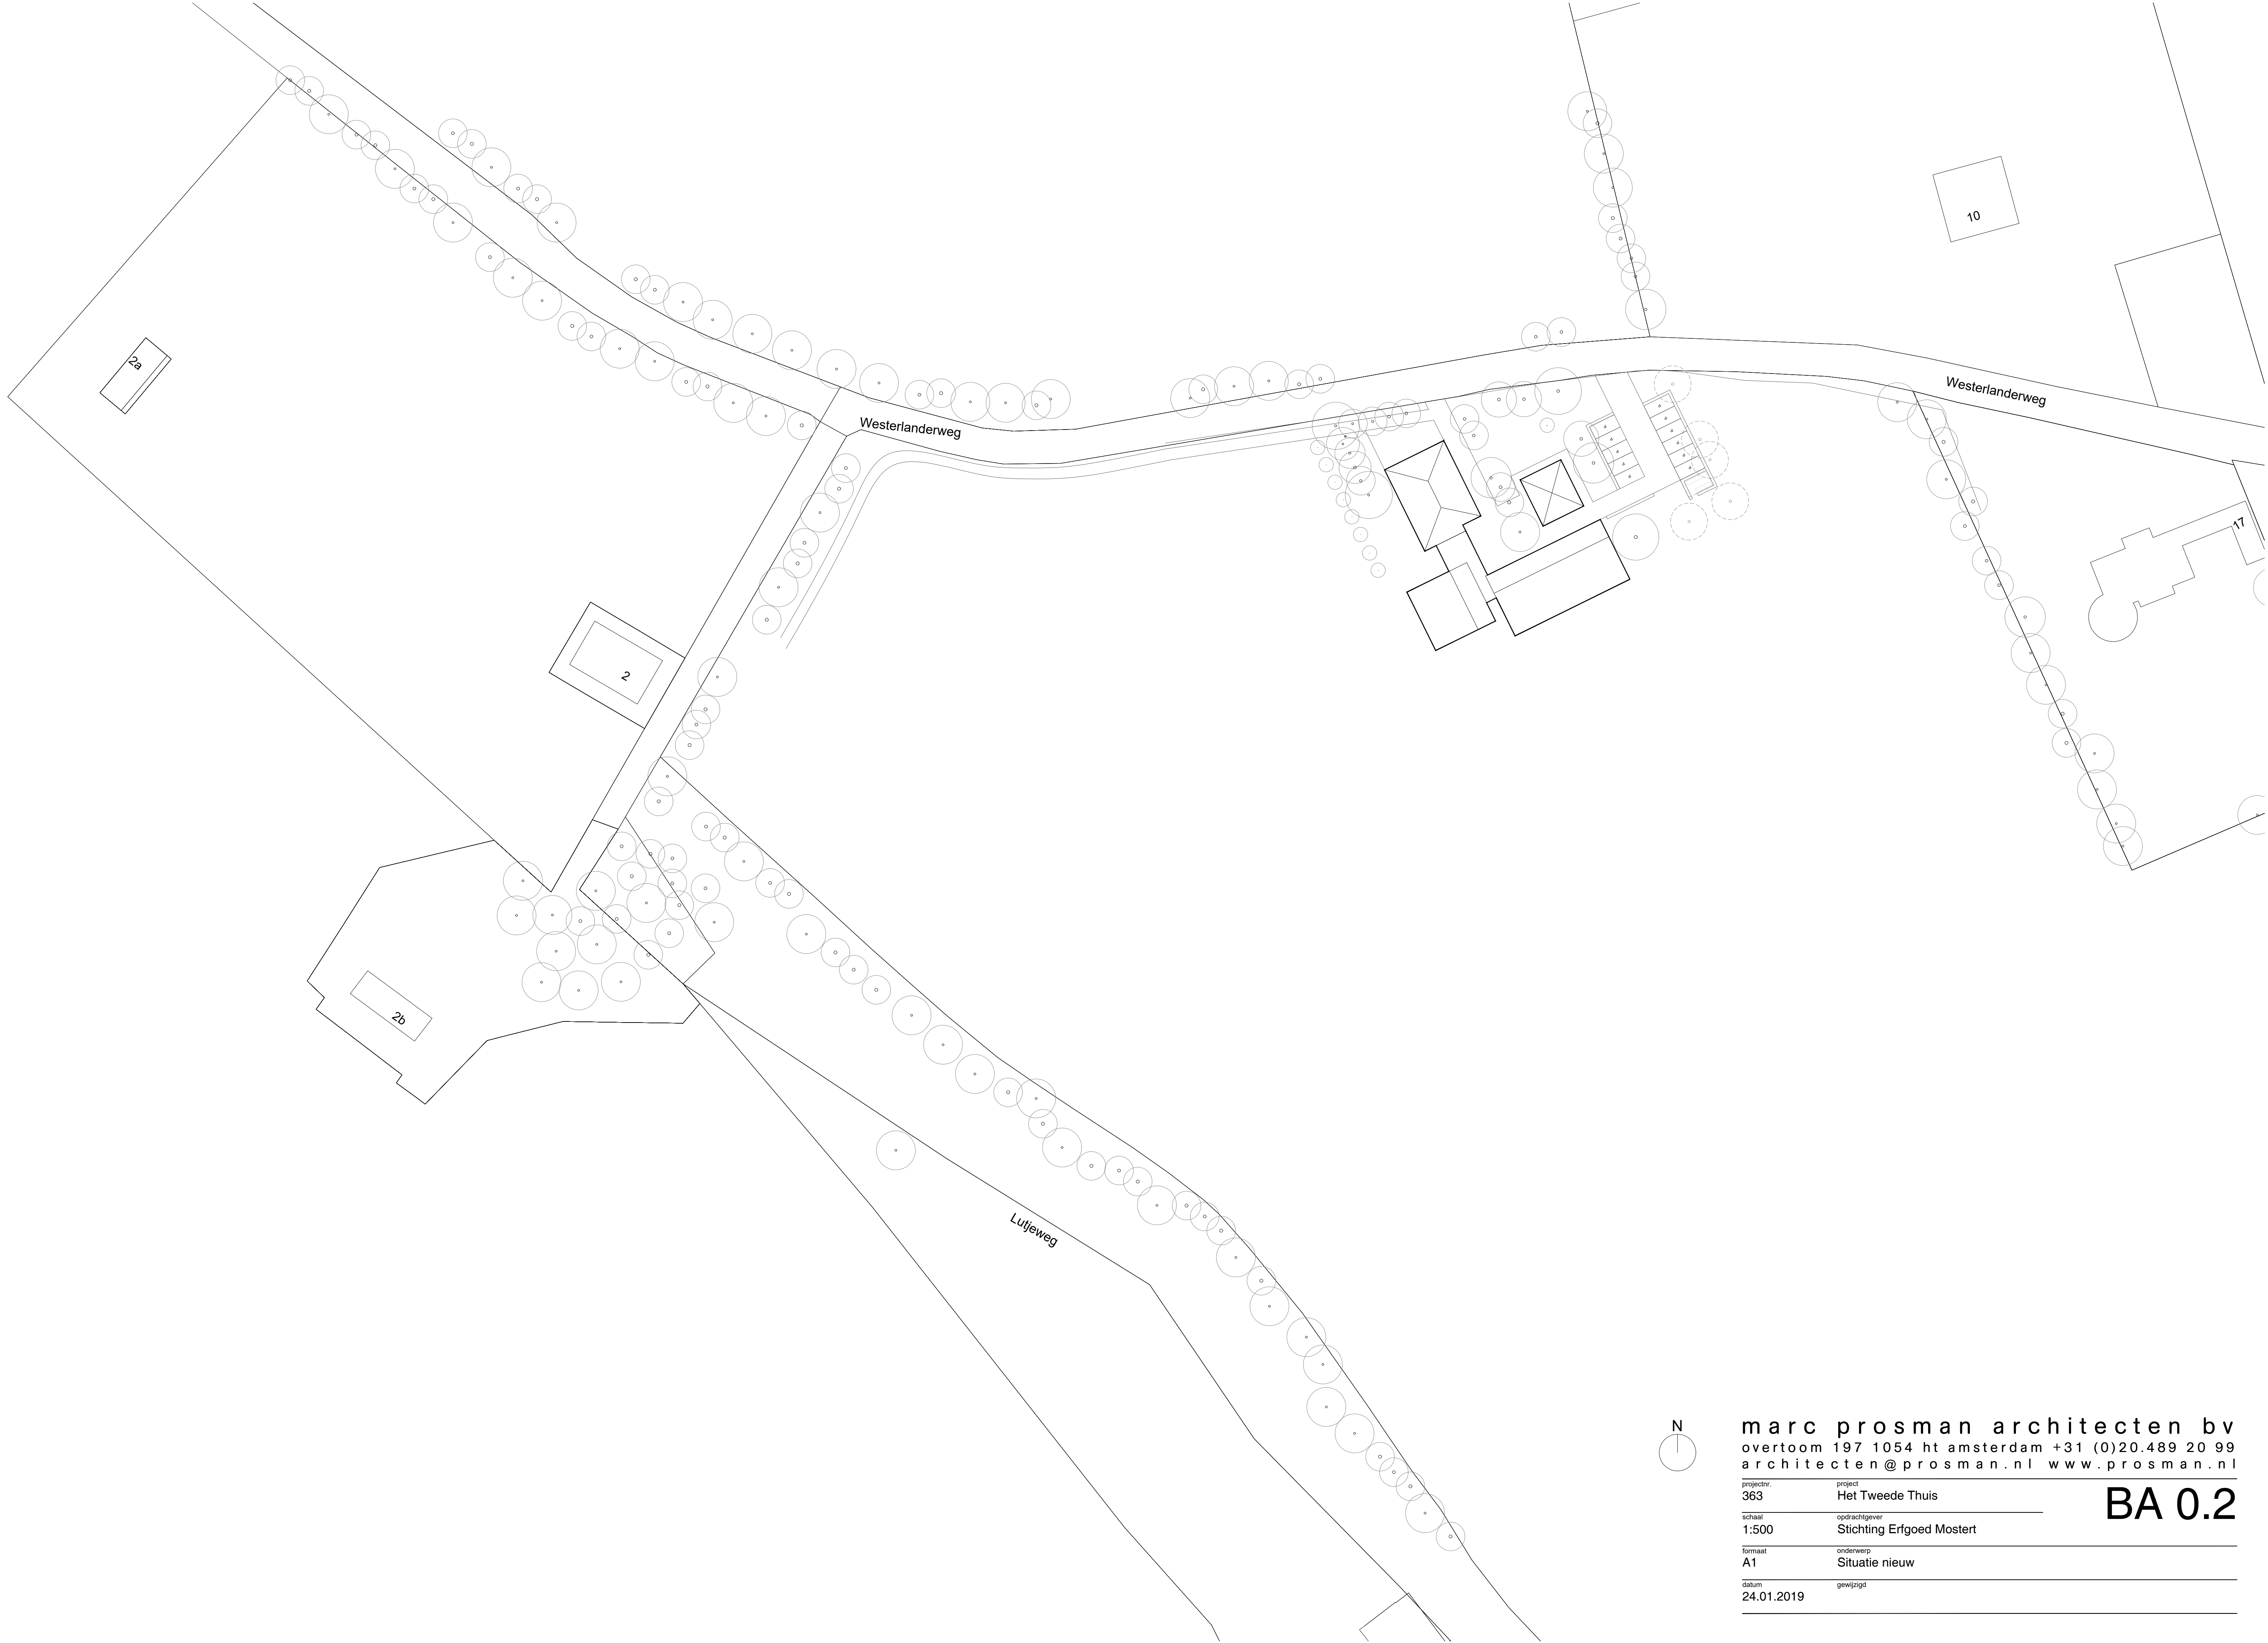 10
2a
Westerlanderweg
Westerlanderweg
17
2
2b
Lutjeweg
N
marc prosman architecten bv
overtoom 197 1054 ht amsterdam +31 (0)20.489 20 99
architecten@prosman.nl www.prosman.nl
projectnr. project
363 Het Tweede Thuis
BA 0.2
schaal opdrachtgever
1:500 Stichting Erfgoed Mostert
formaat onderwerp
A1 Situatie nieuw
datum gewijzigd
24.01.2019